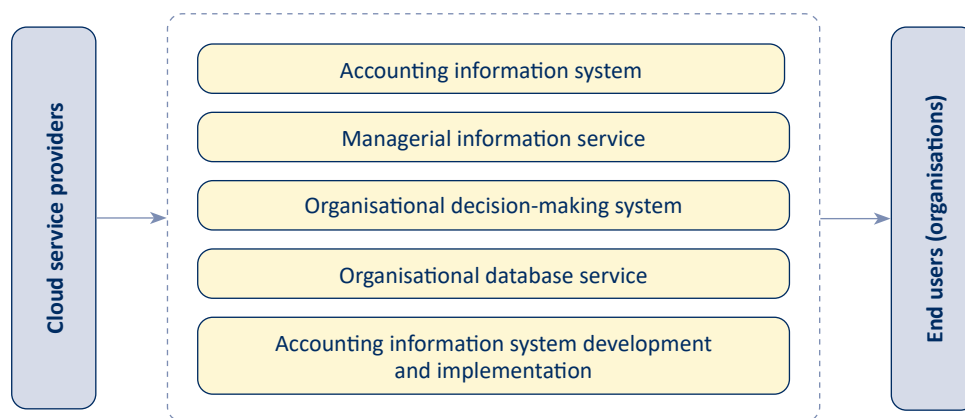 Cloud service providers
Accounting information system
Managerial information service
Organisational decision-making system
Organisational database service
Accounting information system development
and implementation
End users (organisations)